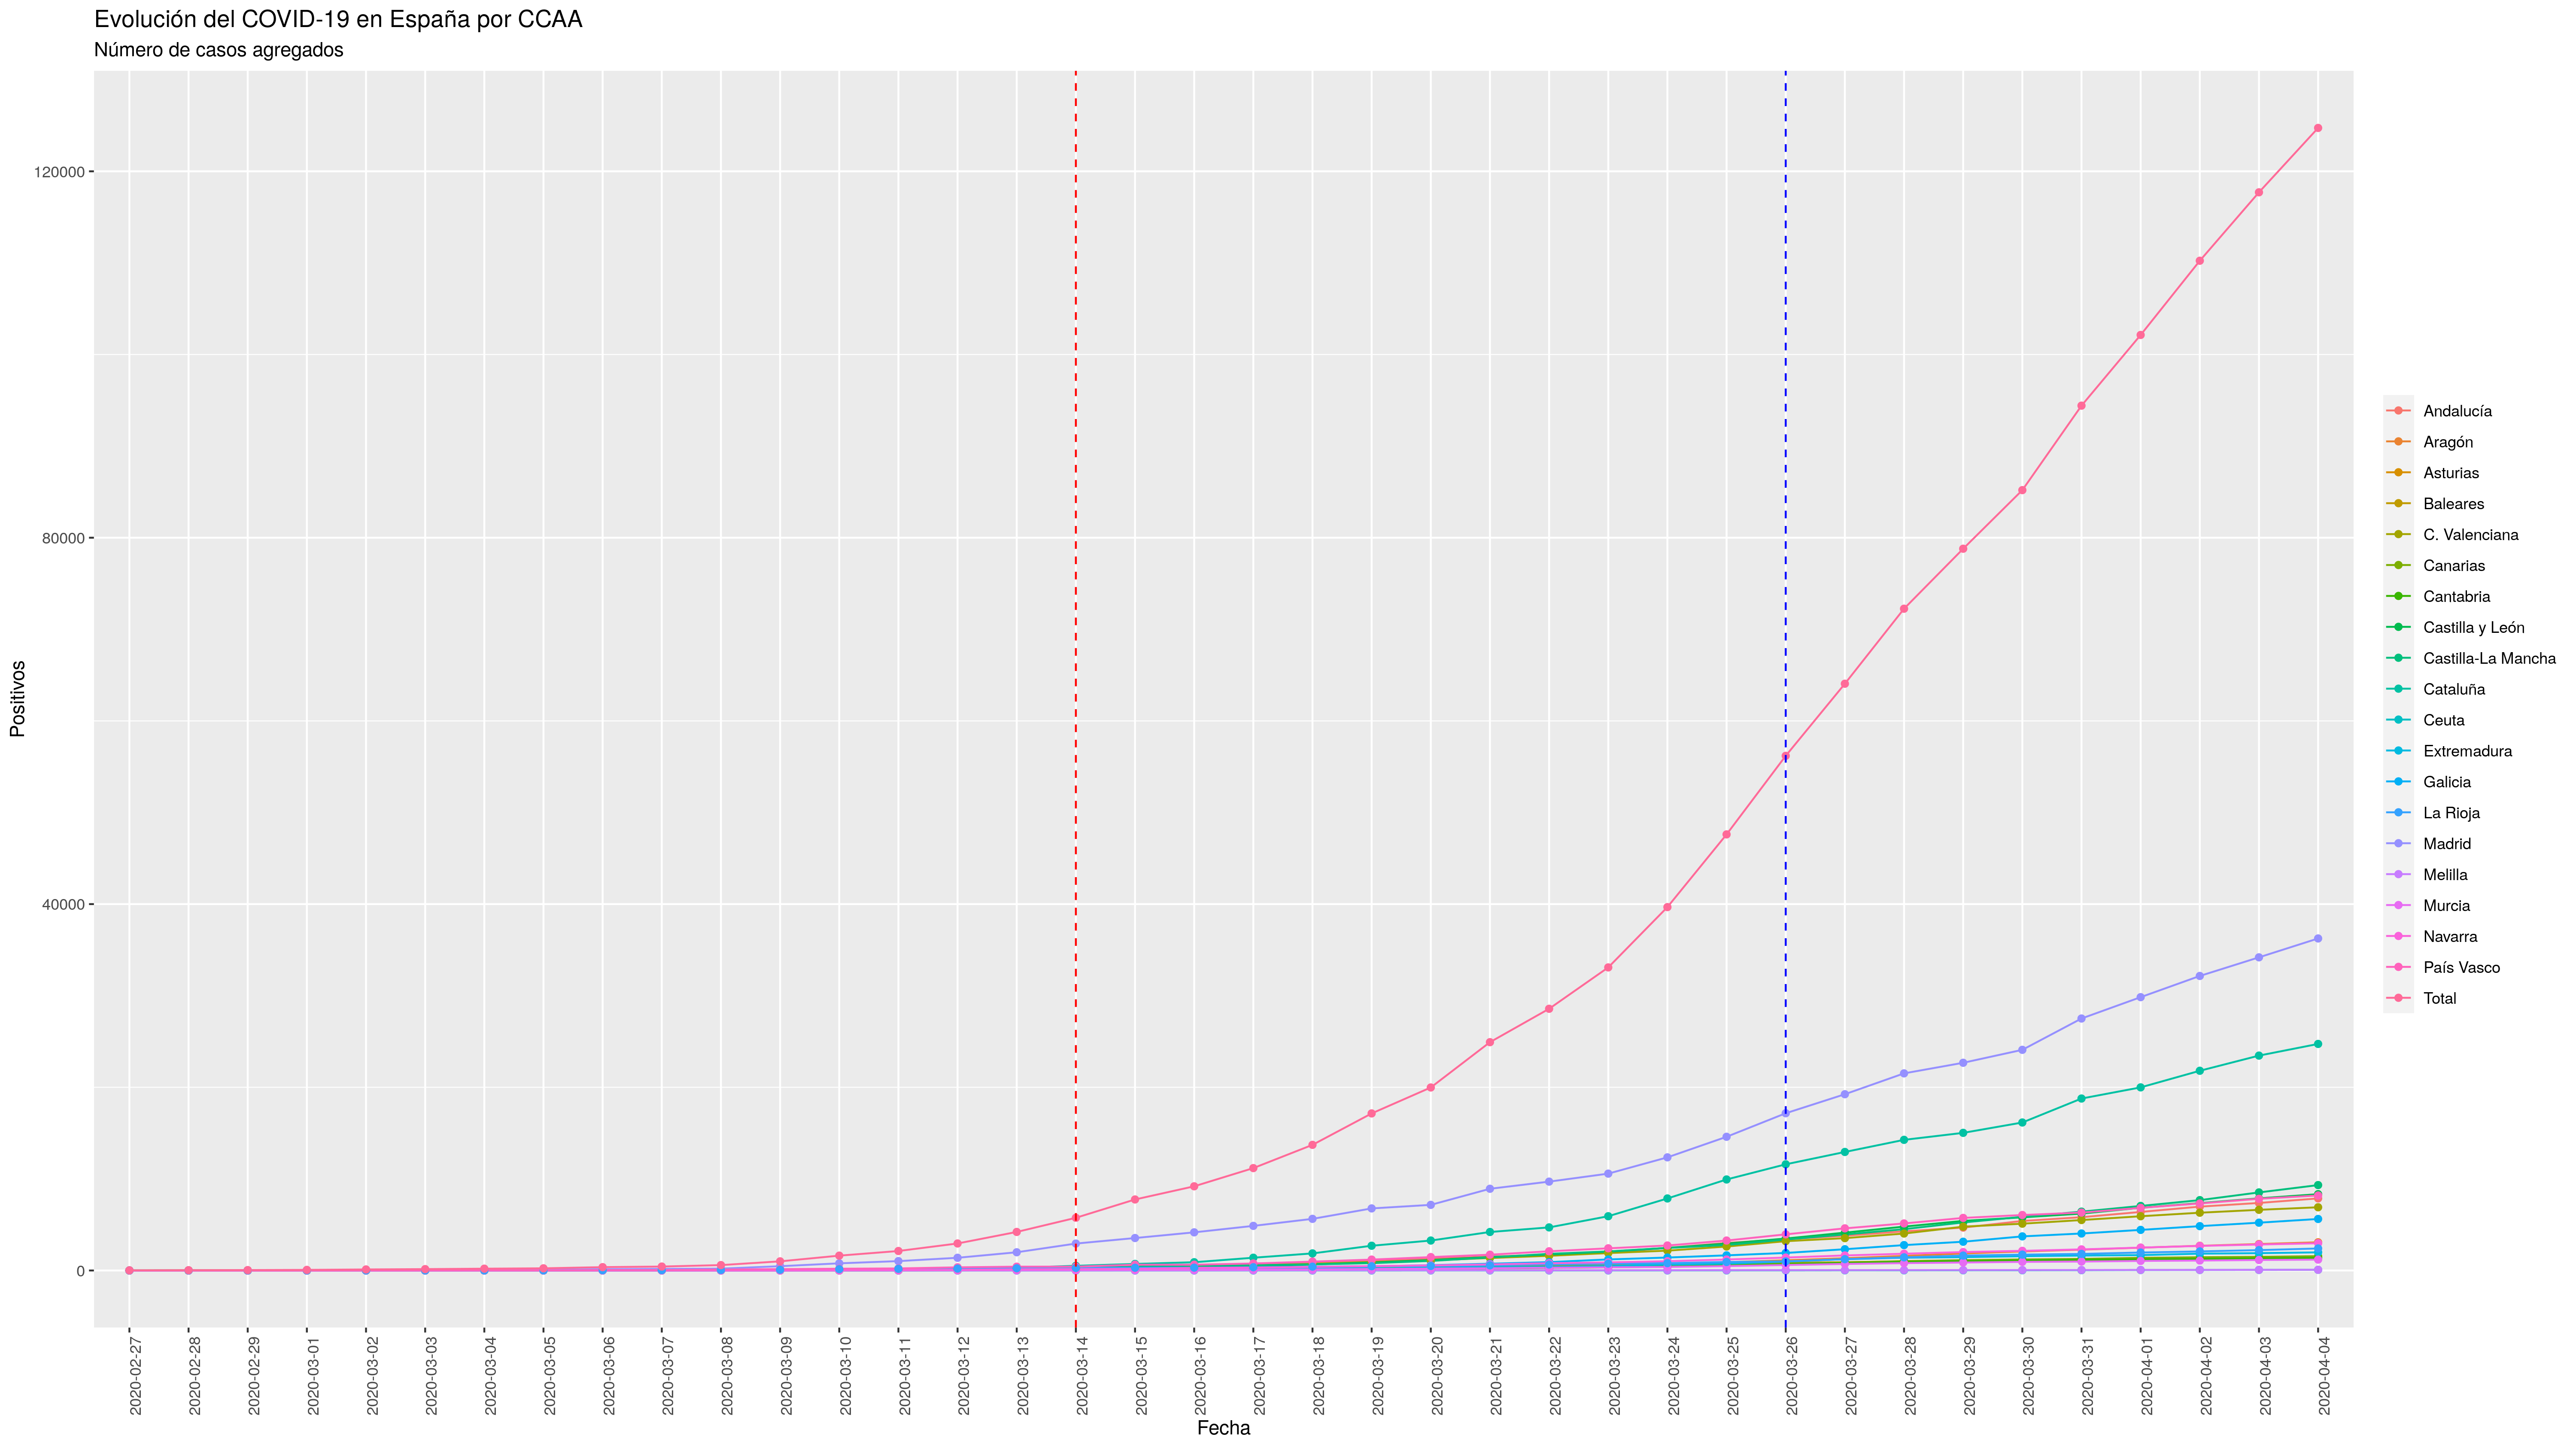 Evolución del COVID-19 en España por CCAA
Número de casos agregados
120000
80000
40000
0
Positivos
2020-02-27
2020-02-28
2020-02-29
2020-03-01
2020-03-02
2020-03-03
2020-03-04
2020-03-05
2020-03-06
2020-03-07
2020-03-08
2020-03-09
2020-03-10
2020-03-11
2020-03-12
2020-03-13
2020-03-14
2020-03-15
2020-03-16
2020-03-17
2020-03-18
2020-03-19
2020-03-20
2020-03-21
2020-03-22
2020-03-23
2020-03-24
2020-03-25
2020-03-26
2020-03-27
2020-03-28
2020-03-29
2020-03-30
2020-03-31
2020-04-01
2020-04-02
2020-04-03
2020-04-04
Fecha
Andalucía
Aragón
Asturias
Baleares
C. Valenciana
Canarias
Cantabria
Castilla y León
Castilla-La Mancha
Cataluña
Ceuta
Extremadura
Galicia
La Rioja
Madrid
Melilla
Murcia
Navarra
País Vasco
Total